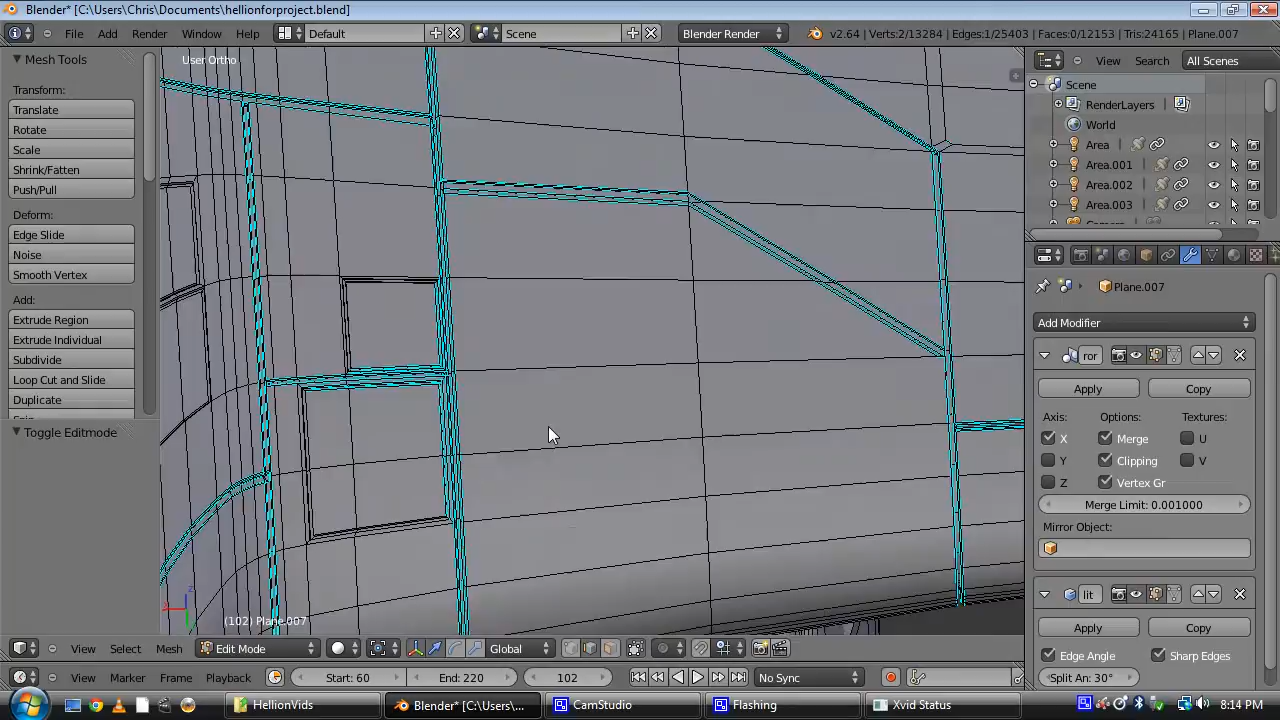 Blender* [C:\Users\Chris\Documents\hellionforproject.blend]
File Add Render Window Help Default Scene Blender Render v2.64 | Verts:2/13284 | Edges:1/25403 | Faces:0/12153 | Tris:24165 | Plane.007
Mesh Tools
User Ortho
View Search All Scenes
Transform:
Translate
Rotate
Scale
Shrink/Fatten
Push/Pull
Deform:
Edge Slide
Noise
Smooth Vertex
Add:
Extrude Region
Extrude Individual
Subdivide
Loop Cut and Slide
Duplicate
Toggle Editmode
Scene
RenderLayers
World
Area
Area.001
Area.002
Area.003
Plane.007
Add Modifier
ror
Apply Copy
Axis: Options: Textures:
X Merge U
Y Clipping V
Z Vertex Gr
Merge Limit: 0.001000
Mirror Object:
lit
Apply Copy
Edge Angle Sharp Edges
Split An: 30°
(102) Plane.007
View Select Mesh Edit Mode Global
View Marker Frame Playback Start: 60 End: 220 102 No Sync
HellionVids Blender* [C:\Users\C... CamStudio Flashing Xvid Status 8:14 PM